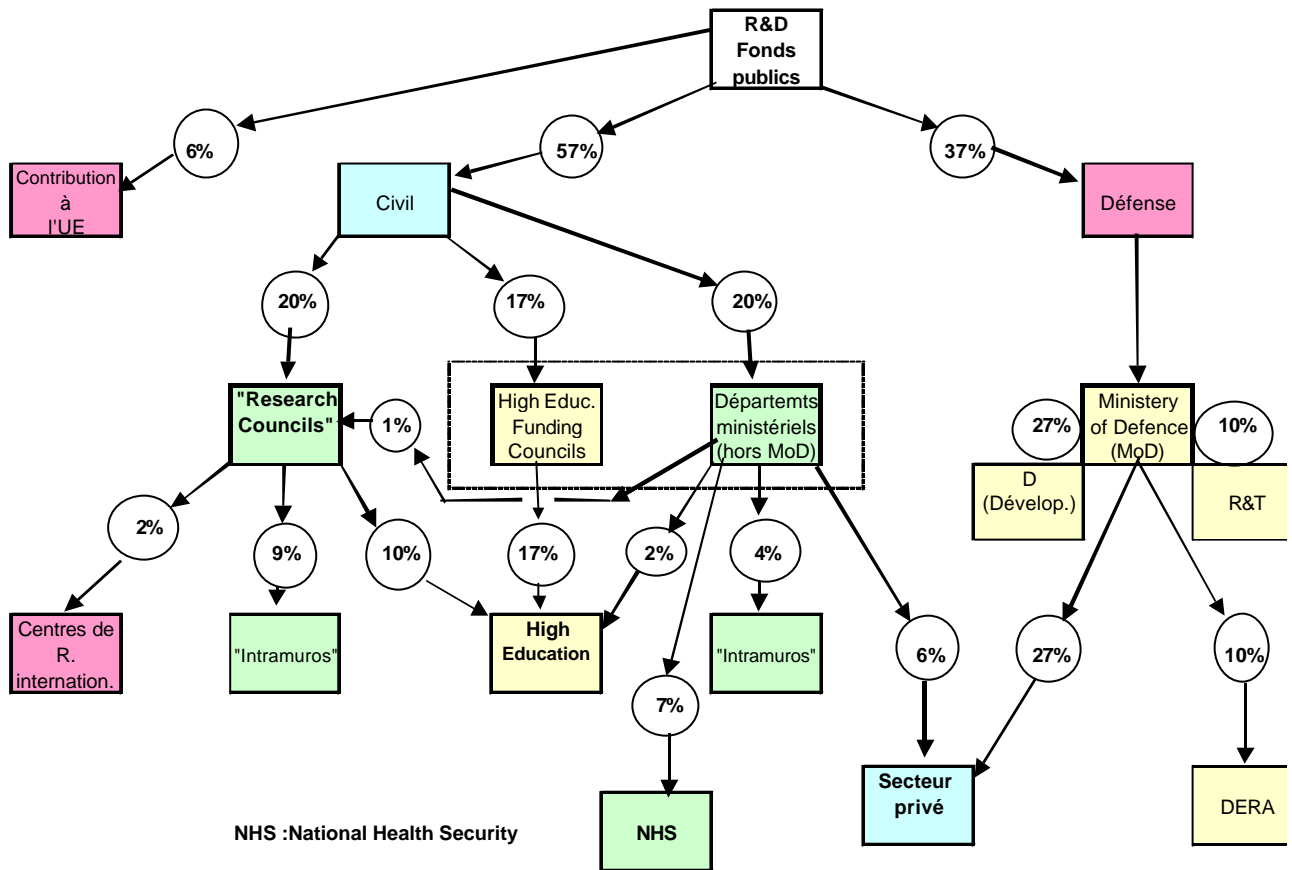 R&D
Fonds
publics
6%
57%
37%
Contribution
à
l'UE
Civil
Défense
20%
17%
20%
"Research
Councils"
1%
High Educ.
Funding
Councils
Départemts
ministériels
(hors MoD)
27%
Ministery
of Defence
(MoD)
10%
D
(Dévelop.)
R&T
2%
9%
10%
17%
2%
4%
Centres de
R.
internation.
"Intramuros"
High
Education
"Intramuros"
6%
27%
10%
7%
Secteur
privé
DERA
NHS :National Health Security
NHS